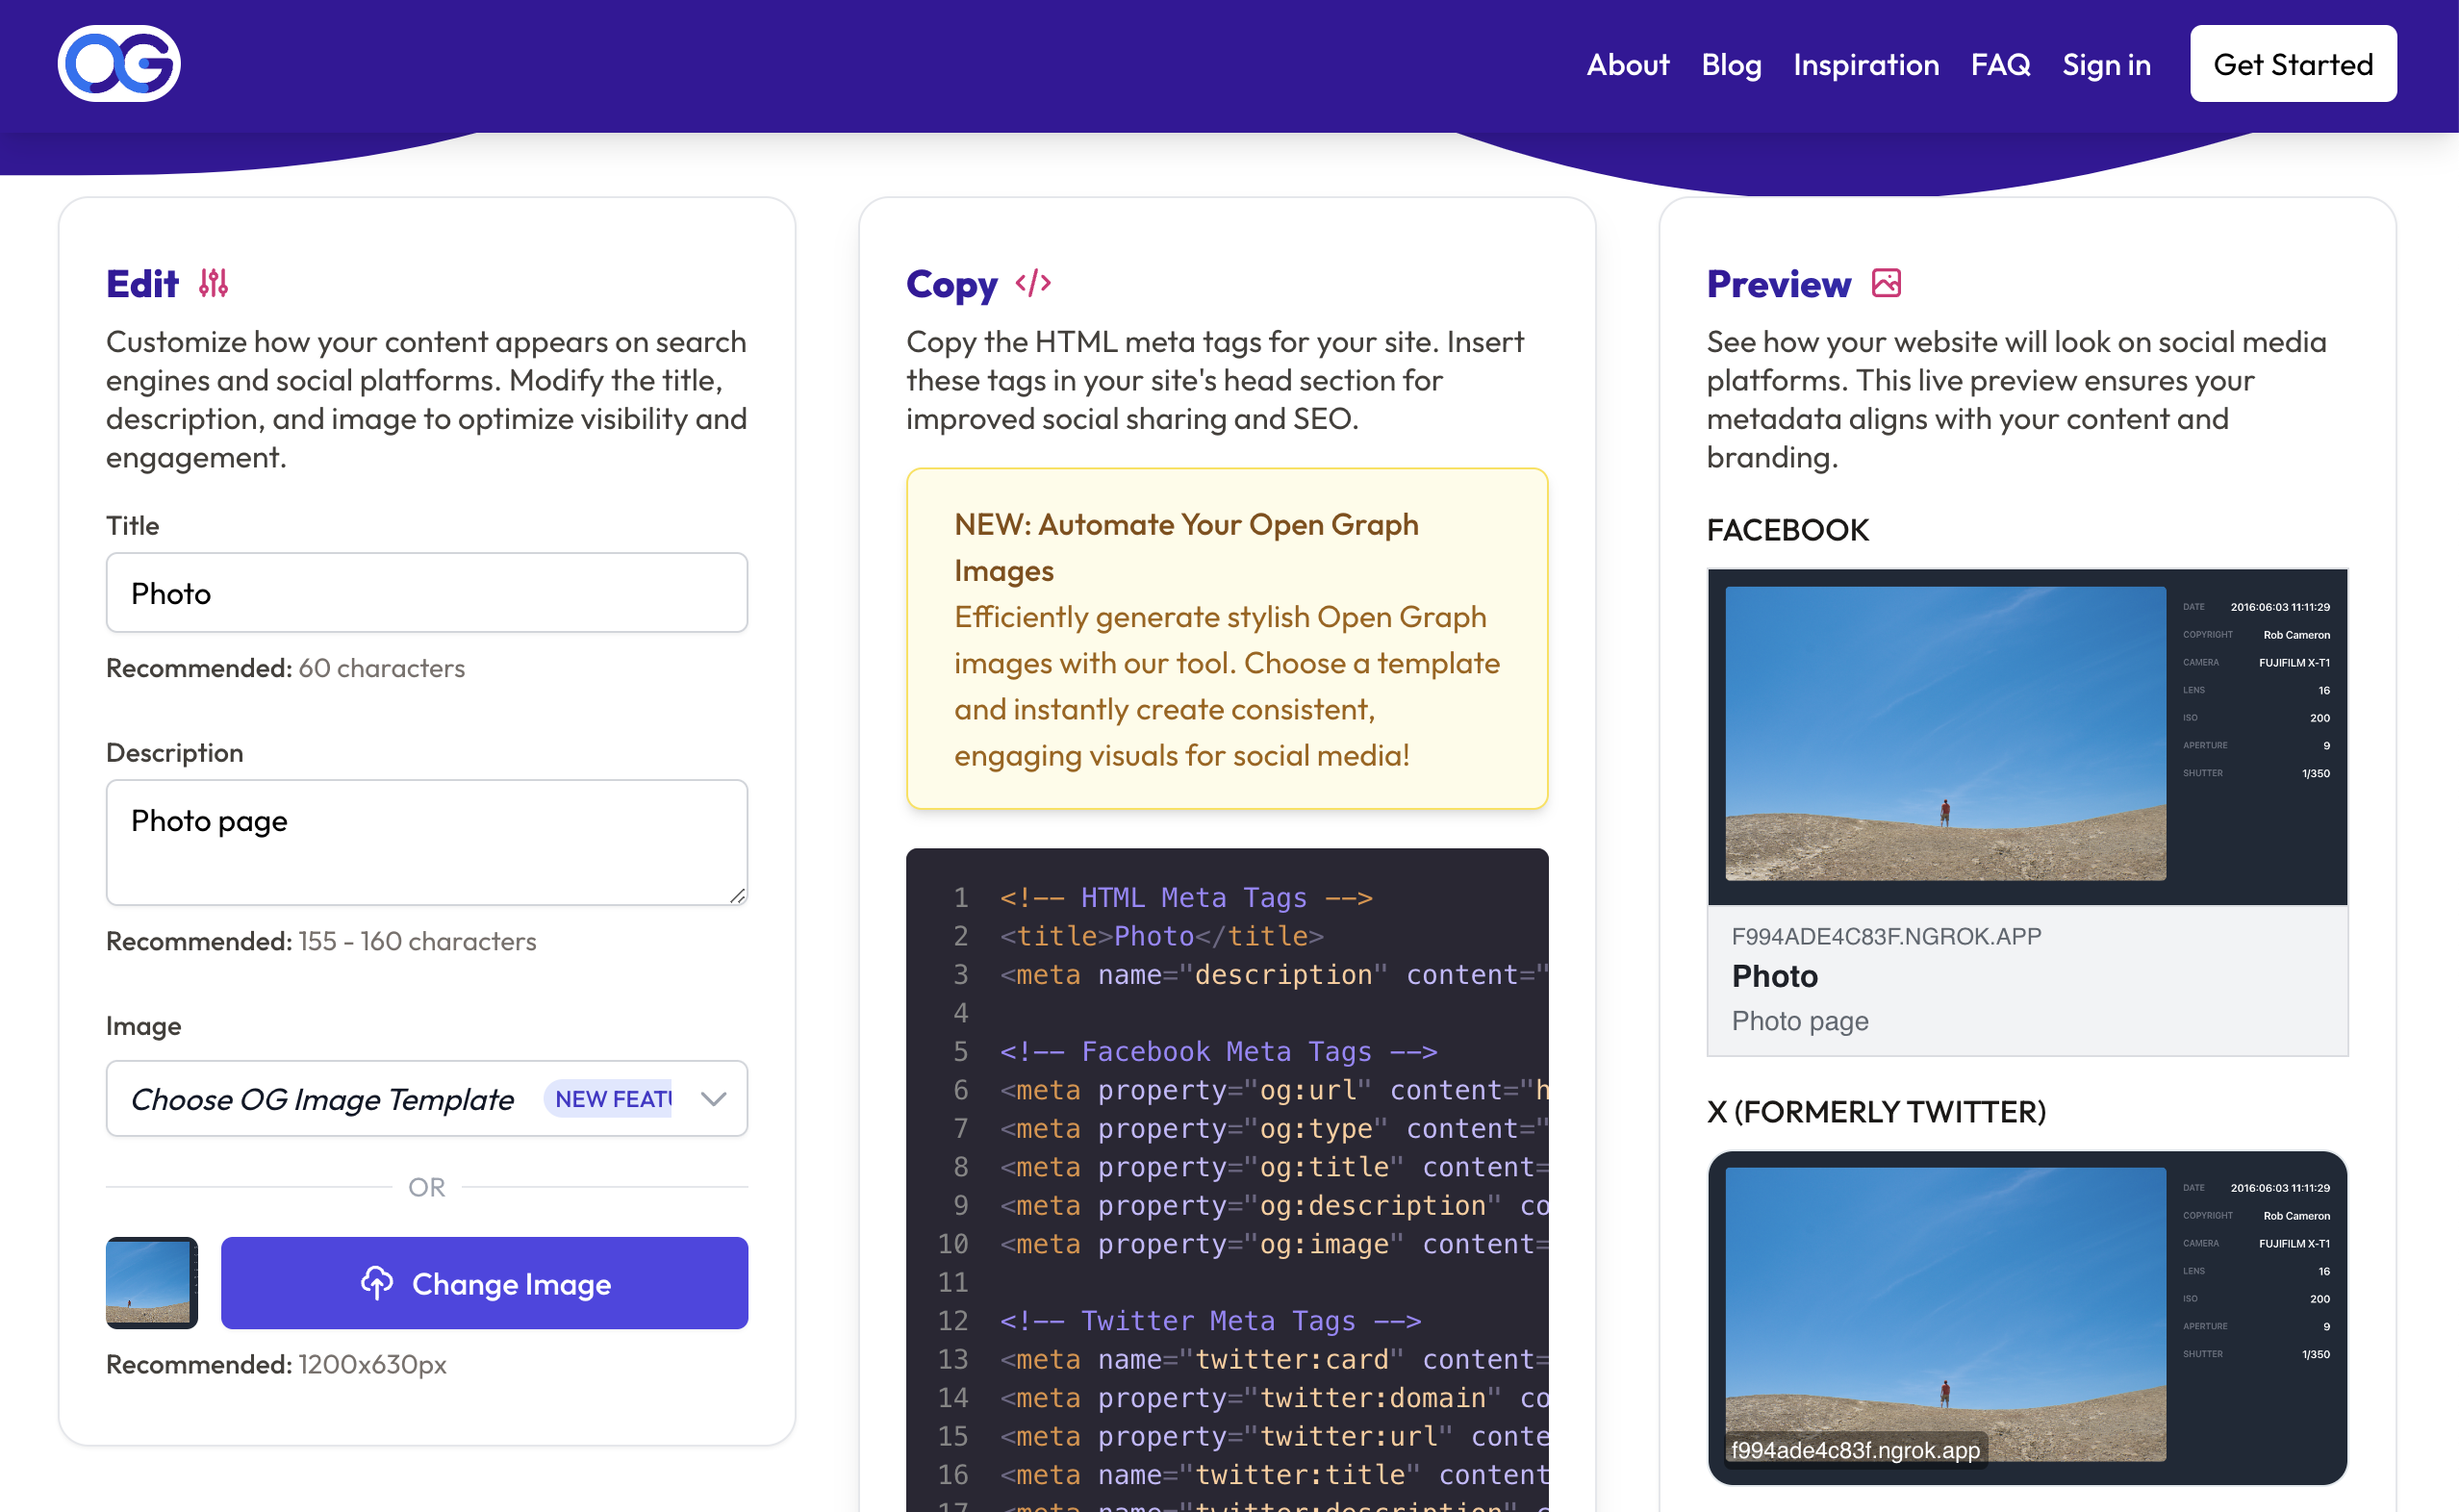 OG
About Blog Inspiration FAQ Sign in Get Started
Edit
Customize how your content appears on search
engines and social platforms. Modify the title,
description, and image to optimize visibility and
engagement.
Title
Photo
Recommended: 60 characters
Description
Photo page
Recommended: 155 - 160 characters
Image
Choose OG Image Template NEW FEATU
OR
Change Image
Recommended: 1200x630px
Copy </>
Copy the HTML meta tags for your site. Insert
these tags in your site's head section for
improved social sharing and SEO.
NEW: Automate Your Open Graph
Images
Efficiently generate stylish Open Graph
images with our tool. Choose a template
and instantly create consistent,
engaging visuals for social media!
1 <!-- HTML Meta Tags -->
2 <title>Photo</title>
3 <meta name="description" content="
4
5 <!-- Facebook Meta Tags -->
6 <meta property="og:url" content="h
7 <meta property="og:type" content="
8 <meta property="og:title" content=
9 <meta property="og:description" co
10 <meta property="og:image" content=
11
12 <!-- Twitter Meta Tags -->
13 <meta name="twitter:card" content=
14 <meta property="twitter:domain" co
15 <meta property="twitter:url" conte
16 <meta name="twitter:title" content
17 <meta name="twitter:description" c
Preview
See how your website will look on social media
platforms. This live preview ensures your
metadata aligns with your content and
branding.
FACEBOOK
DATE 2016:06:03 11:11:29
COPYRIGHT Rob Cameron
CAMERA FUJIFILM X-T1
LENS 16
ISO 200
APERTURE 9
SHUTTER 1/350
F994ADE4C83F.NGROK.APP
Photo
Photo page
X (FORMERLY TWITTER)
DATE 2016:06:03 11:11:29
COPYRIGHT Rob Cameron
CAMERA FUJIFILM X-T1
LENS 16
ISO 200
APERTURE 9
SHUTTER 1/350
f994ade4c83f.ngrok.app